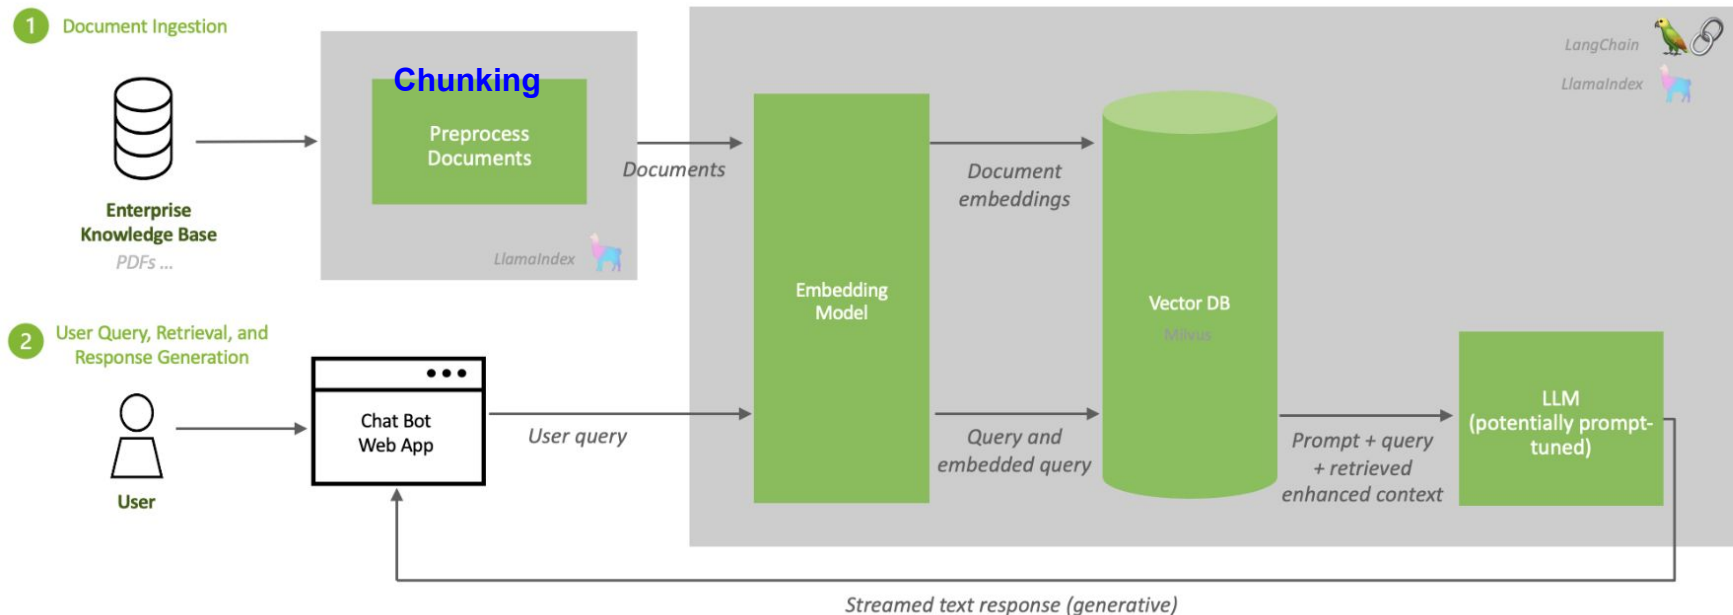 1 Document Ingestion
Enterprise
Knowledge Base
PDFs ...
Chunking
Preprocess
Documents
LlamaIndex
Documents
LangChain
LlamaIndex
Embedding
Model
Document
embeddings
Vector DB
Milvus
2 User Query, Retrieval, and
Response Generation
User
Chat Bot
Web App
User query
Query and
embedded query
Prompt + query
+ retrieved
enhanced context
LLM
(potentially prompt-
tuned)
Streamed text response (generative)